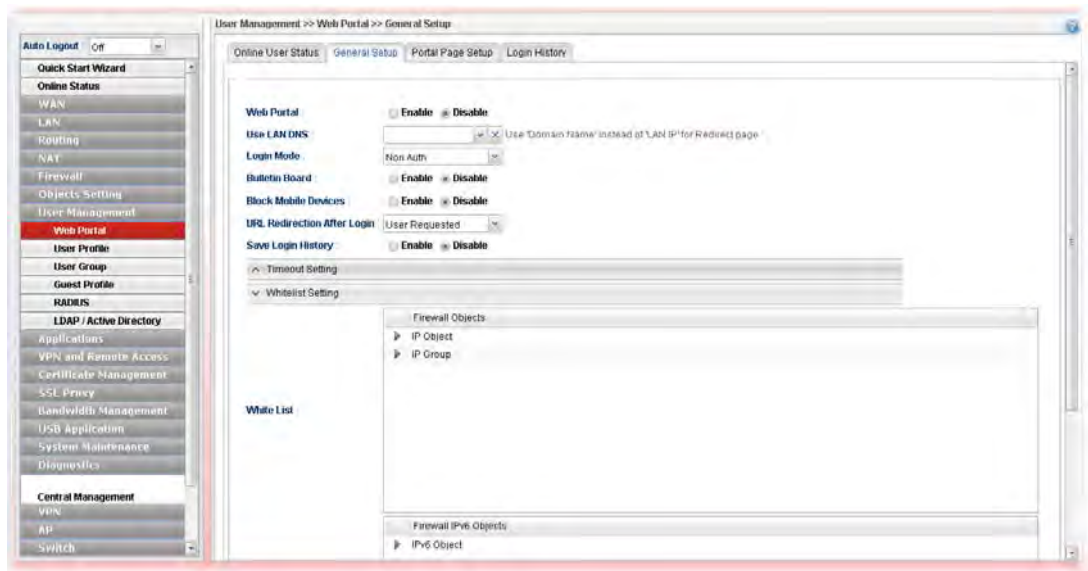 User Management >> Web Portal >> General Setup
Auto Logout Off
Quick Start Wizard
Online Status
WAN
LAN
Routing
NAT
Firewall
Objects Setting
User Management
Web Portal
User Profile
User Group
Guest Profile
RADIUS
LDAP / Active Directory
Applications
VPN and Remote Access
Certificate Management
SSL Proxy
Bandwidth Management
USB Application
System Maintenance
Diagnostics
Central Management
VPN
AP
Switch
Online User Status General Setup Portal Page Setup Login History
Web Portal Enable Disable
Use LAN DNS Use 'Domain Name' instead of 'LAN IP' for Redirect page
Login Mode Non Auth
Bulletin Board Enable Disable
Block Mobile Devices Enable Disable
URL Redirection After Login User Requested
Save Login History Enable Disable
Timeout Setting
Whitelist Setting
White List
Firewall Objects
IP Object
IP Group
Firewall IPv6 Objects
IPv6 Object